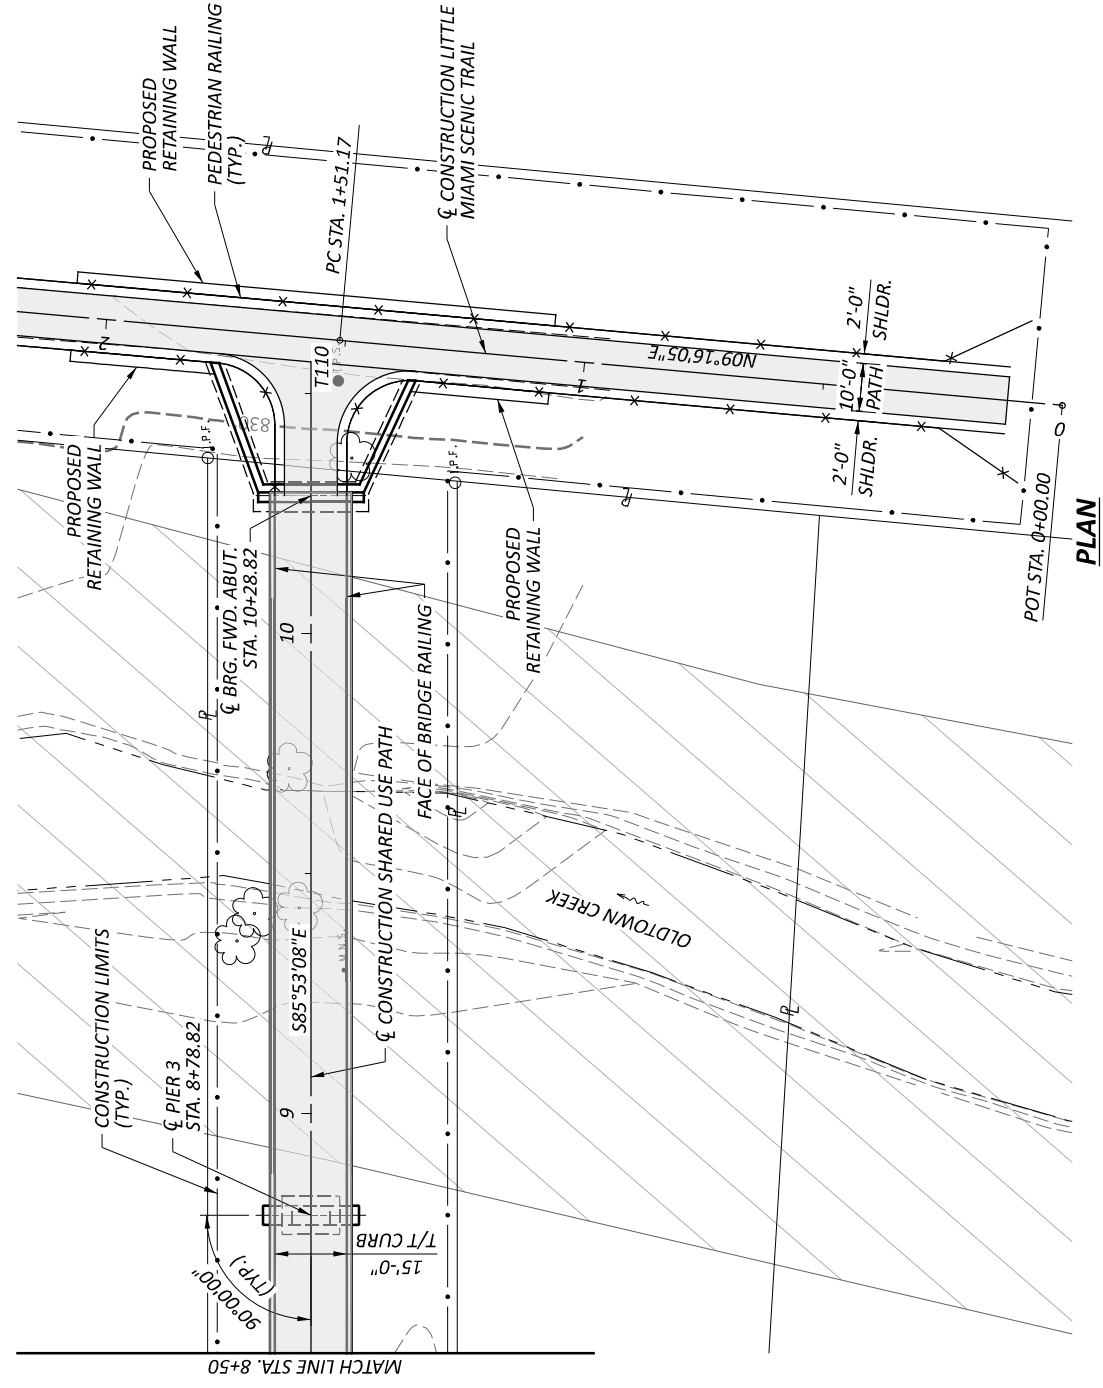 PROPOSED
RETAINING WALL
PEDESTRIAN RAILING
(TYP.)
PC STA. 1+51.17
℄ CONSTRUCTION LITTLE
MIAMI SCENIC TRAIL
℄
2
T110
I.P.S.
1
N09°16'05"E
2'-0"
SHLDR.
10'-0"
PATH
2'-0"
SHLDR.
0
POT STA. 0+00.00
PLAN
830
I.P.F.
I.P.F.
PROPOSED
RETAINING WALL
PROPOSED
RETAINING WALL
℄ BRG. FWD. ABUT.
STA. 10+28.82
10
FACE OF BRIDGE RAILING
℄ CONSTRUCTION SHARED USE PATH
S85°53'08"E
M.N.S.
OLDTOWN CREEK
CONSTRUCTION LIMITS
(TYP.)
℄ PIER 3
STA. 8+78.82
9
15'-0"
T/T CURB
90°00'00"
(TYP.)
MATCH LINE STA. 8+50